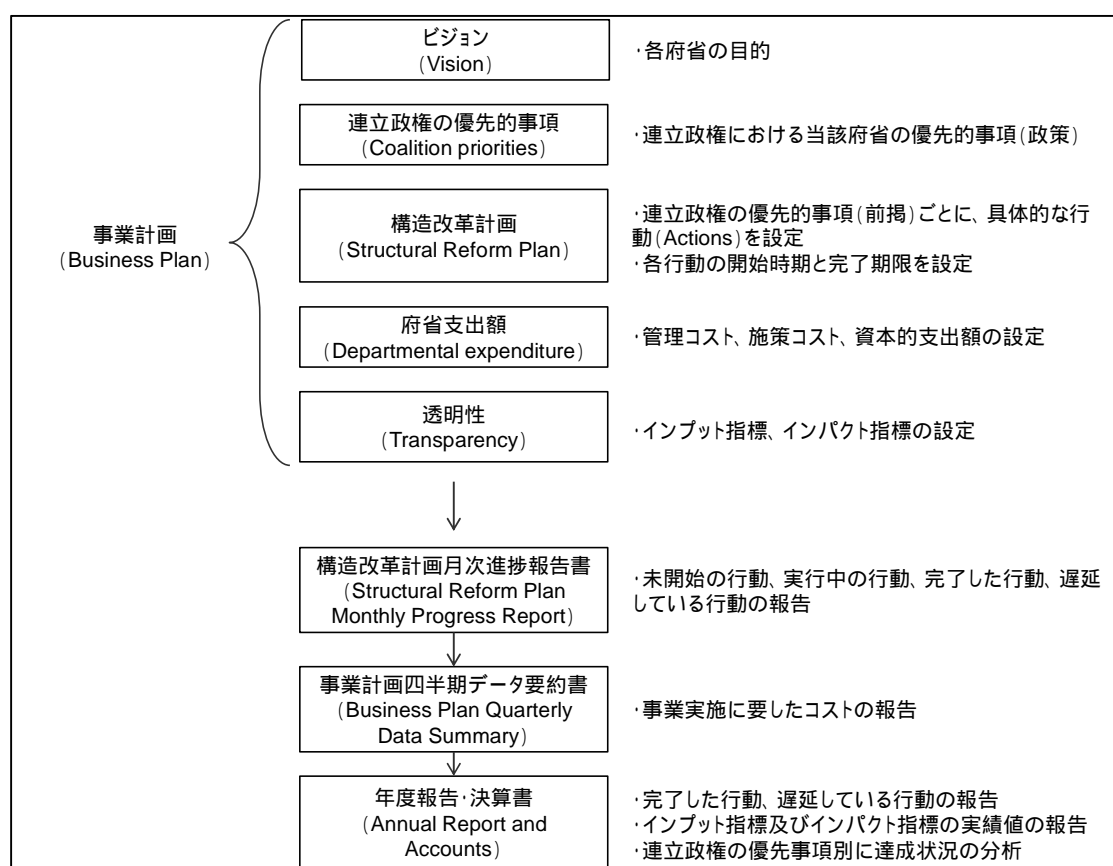 ビジョン
(Vision)
・各府省の目的
連立政権の優先的事項
(Coalition priorities)
・連立政権における当該府省の優先的事項(政策)
事業計画
(Business Plan)
構造改革計画
(Structural Reform Plan)
・連立政権の優先的事項(前掲)ごとに、具体的な行
動(Actions)を設定
・各行動の開始時期と完了期限を設定
府省支出額
(Departmental expenditure)
・管理コスト、施策コスト、資本的支出額の設定
透明性
(Transparency)
・インプット指標、インパクト指標の設定
構造改革計画月次進捗報告書
(Structural Reform Plan
Monthly Progress Report)
・未開始の行動、実行中の行動、完了した行動、遅延
している行動の報告
事業計画四半期データ要約書
(Business Plan Quarterly
Data Summary)
・事業実施に要したコストの報告
年度報告・決算書
(Annual Report and
Accounts)
・完了した行動、遅延している行動の報告
・インプット指標及びインパクト指標の実績値の報告
・連立政権の優先事項別に達成状況の分析